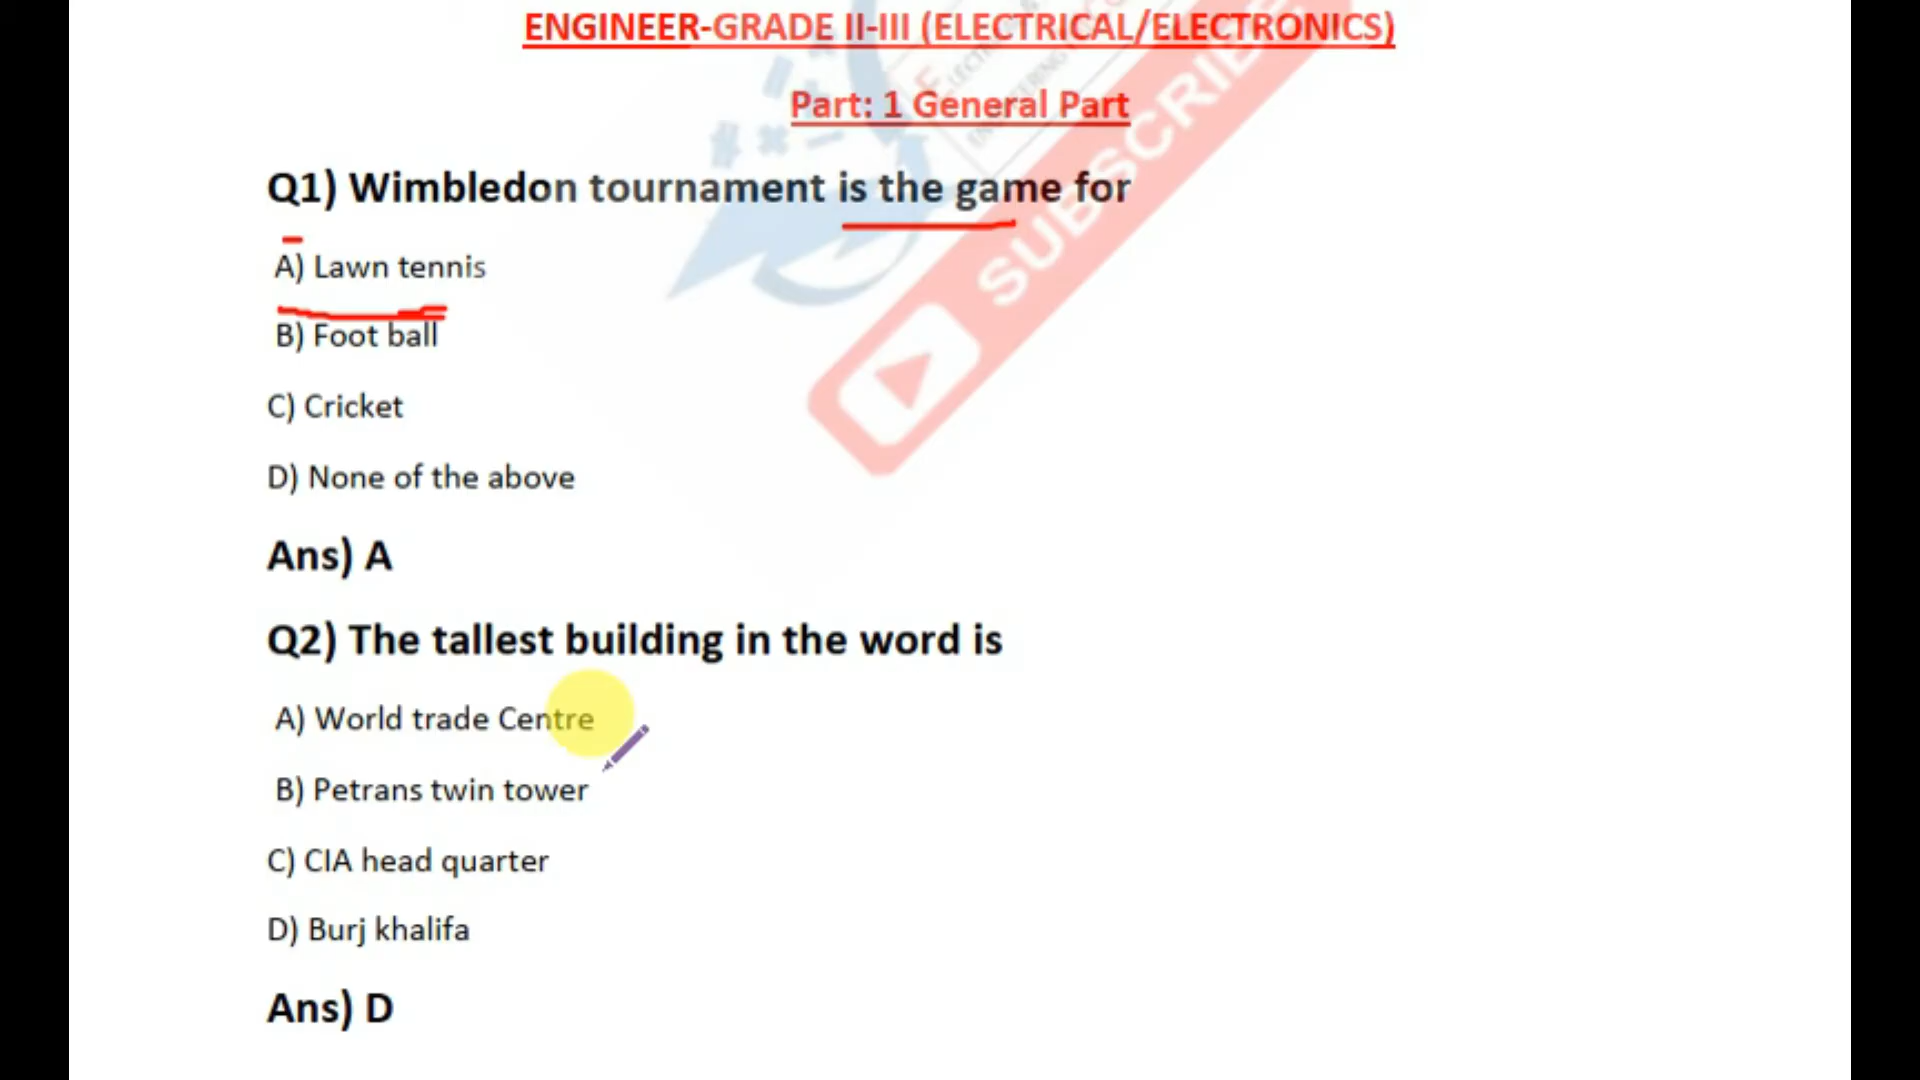 ENGINEER-GRADE II-III (ELECTRICAL/ELECTRONICS)
Part: 1 General Part
Q1) Wimbledon tournament is the game for
A) Lawn tennis
B) Foot ball
C) Cricket
D) None of the above
Ans) A
Q2) The tallest building in the word is
A) World trade Centre
B) Petrans twin tower
C) CIA head quarter
D) Burj khalifa
Ans) D
SUBSCRIBE